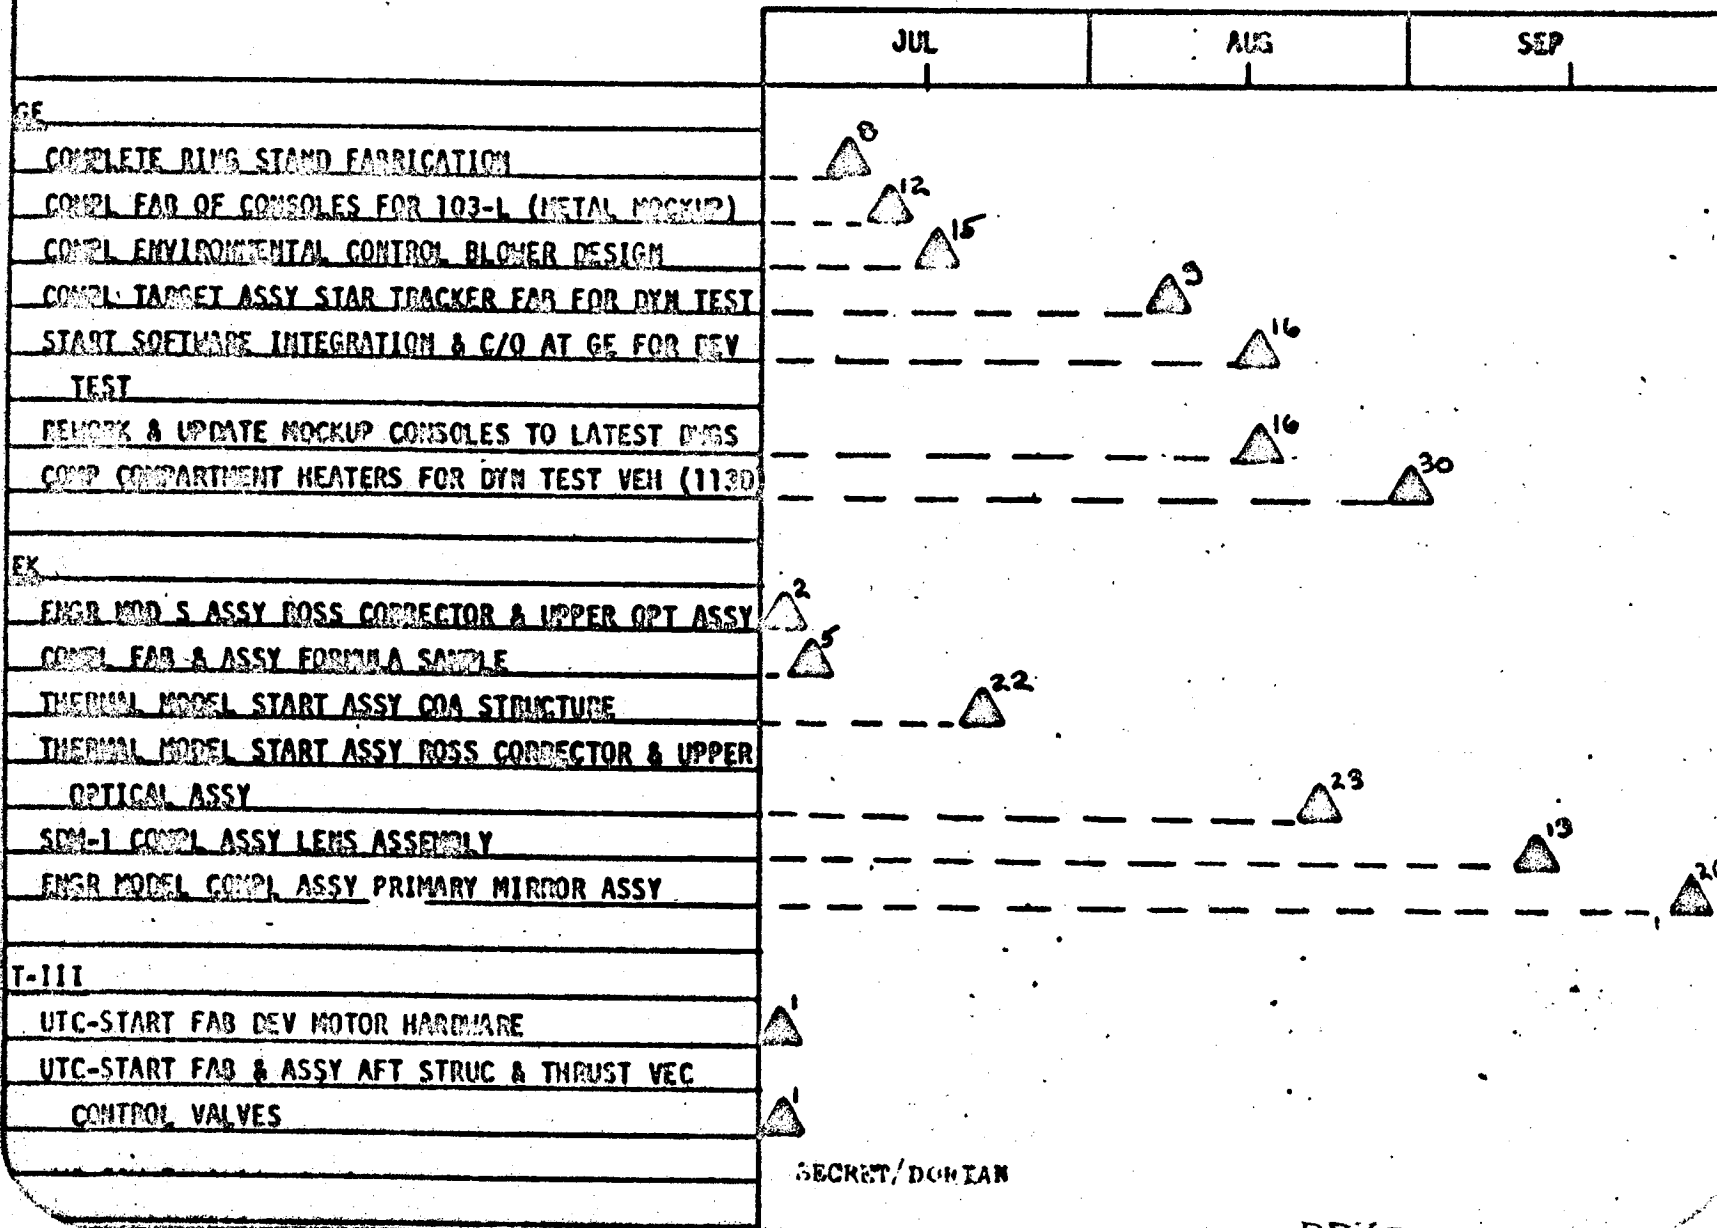 JUL AUG SEP
GE
COMPLETE RING STAND FABRICATION 8
COMPL FAB OF CONSOLES FOR 103-L (METAL MOCKUP) 12
COMPL ENVIRONMENTAL CONTROL BLOWER DESIGN 15
COMPL TARGET ASSY STAR TRACKER FAB FOR DYN TEST 9
START SOFTWARE INTEGRATION & C/O AT GE FOR DEV 16
TEST
REWORK & UPDATE MOCKUP CONSOLES TO LATEST DWGS 16
COMP COMPARTMENT HEATERS FOR DYN TEST VEH (113D 30
EK
ENGR MOD S ASSY ROSS CORRECTOR & UPPER OPT ASSY 2
COMPL FAB & ASSY FORMULA SAMPLE 5
THERMAL MODEL START ASSY COA STRUCTURE 22
THERMAL MODEL START ASSY ROSS CORRECTOR & UPPER
OPTICAL ASSY 23
SDM-1 COMPL ASSY LENS ASSEMBLY 13
ENGR MODEL COMPL ASSY PRIMARY MIRROR ASSY
T-III
UTC-START FAB DEV MOTOR HARDWARE 1
UTC-START FAB & ASSY AFT STRUC & THRUST VEC
CONTROL VALVES 1
SECRET/DORIAN